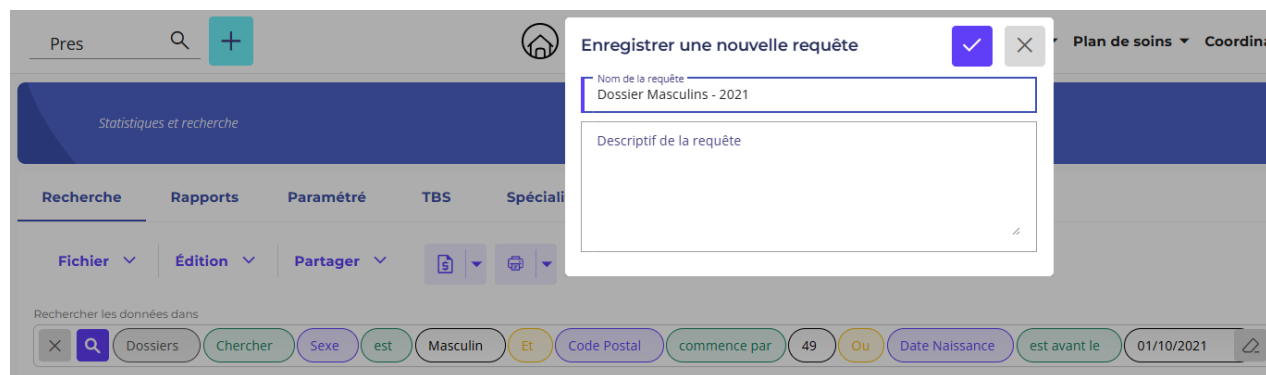 Pres
Enregistrer une nouvelle requête
Plan de soins
Nom de la requête
Dossier Masculins - 2021
Statistiques et recherche
Descriptif de la requête
Recherche Rapports Paramétré TBS
Fichier Édition Partager
Rechercher les données dans
Dossiers Chercher Sexe est Masculin Et Code Postal commence par 49 Ou Date Naissance est avant le 01/10/2021